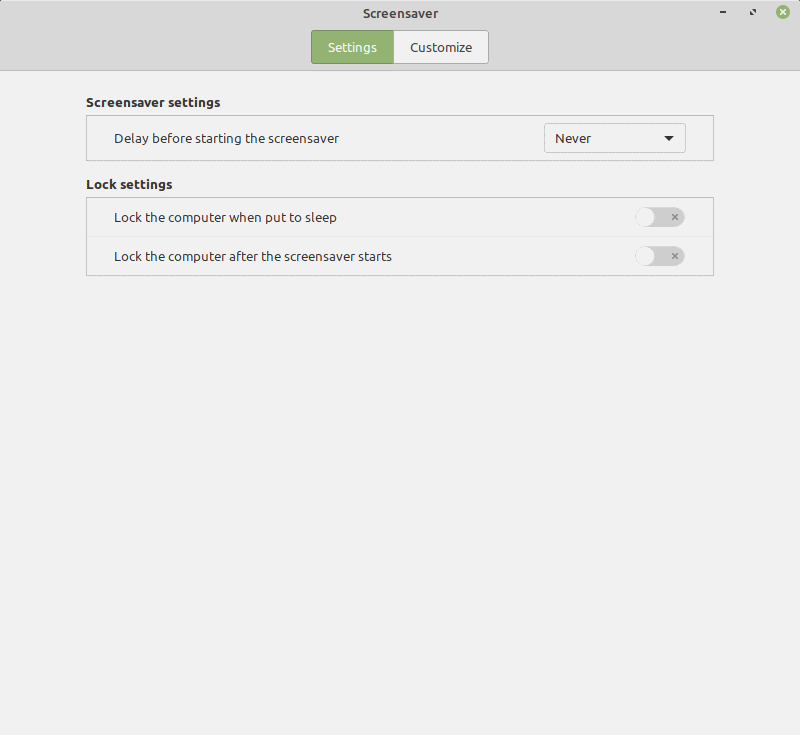 Screensaver
Settings Customize
Screensaver settings
Delay before starting the screensaver Never
Lock settings
Lock the computer when put to sleep
Lock the computer after the screensaver starts